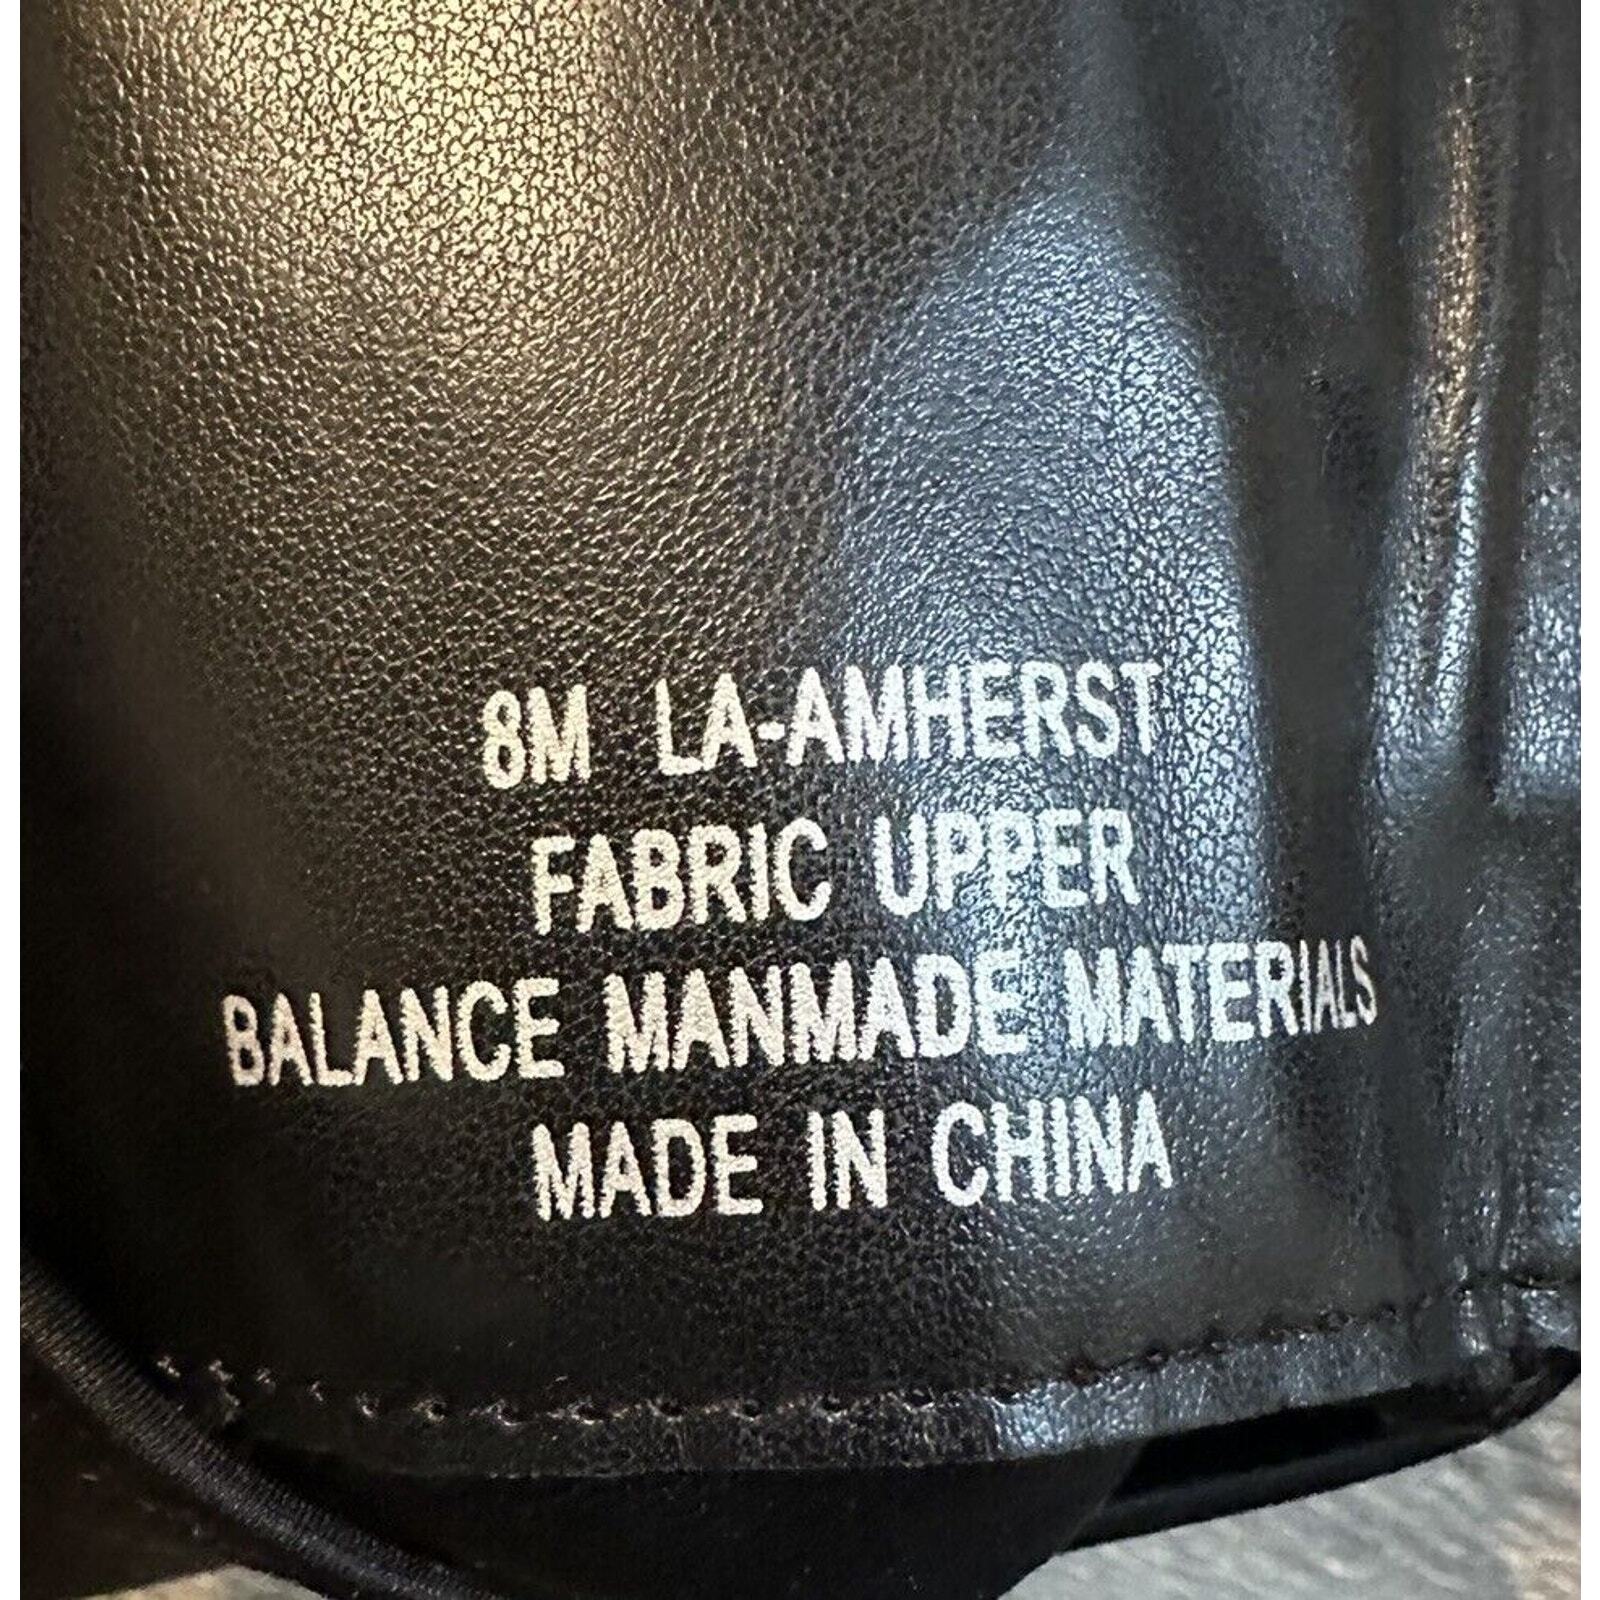 8M LA-AMHERST
FABRIC UPPER
BALANCE MANMADE MATERIALS
MADE IN CHINA